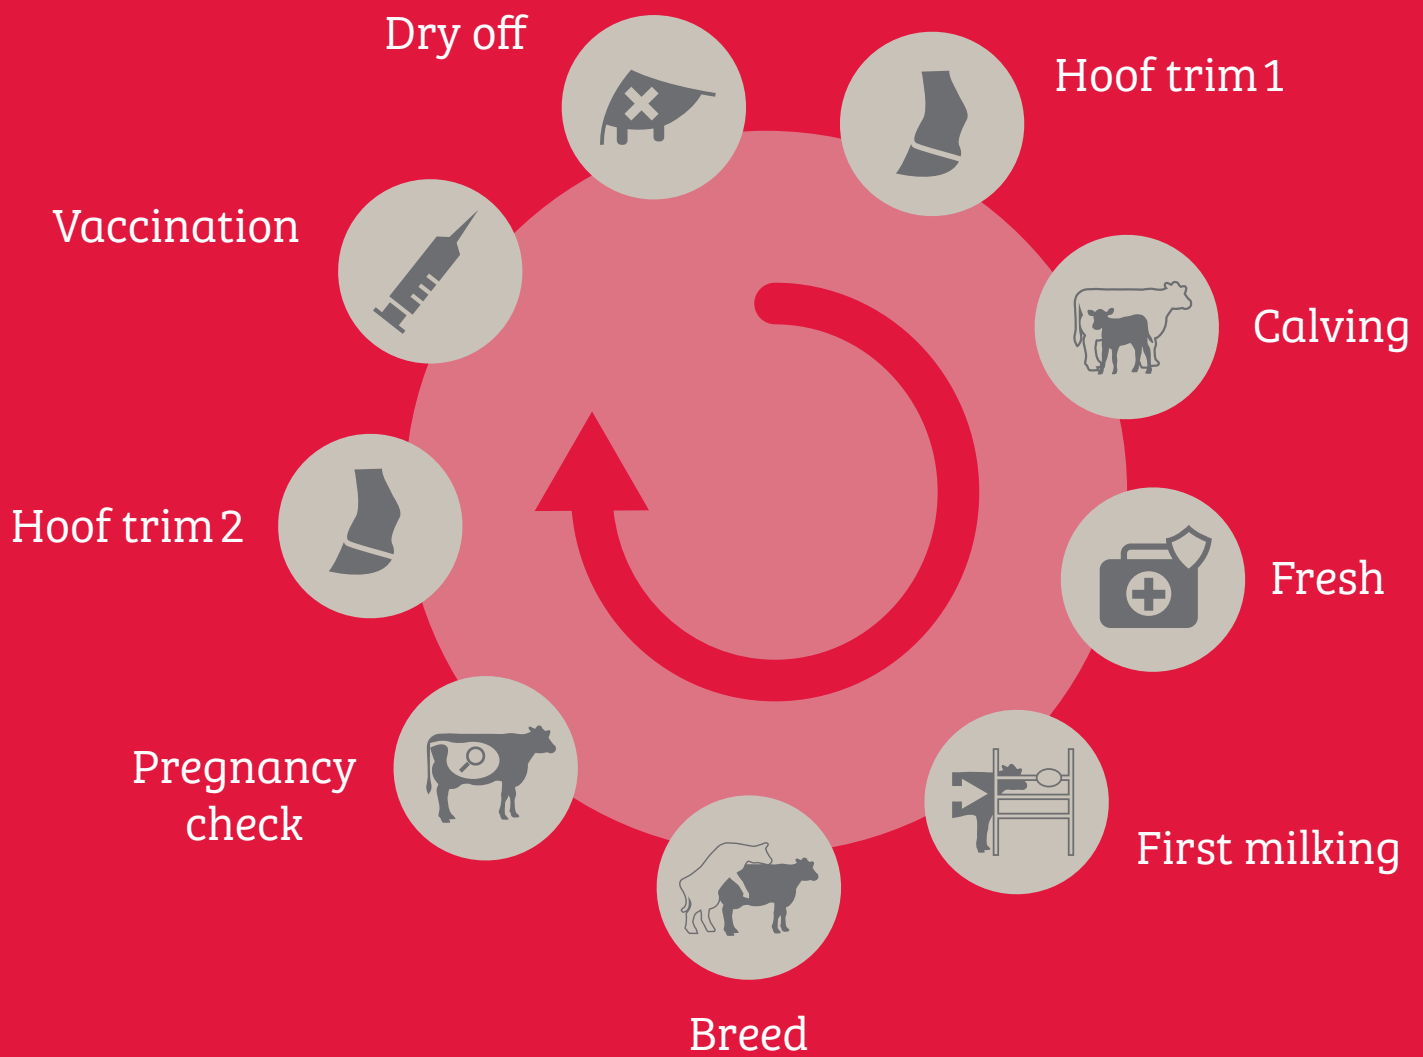 Dry off
Hoof trim 1
Vaccination
Calving
Hoof trim 2
Fresh
Pregnancy
check
First milking
Breed